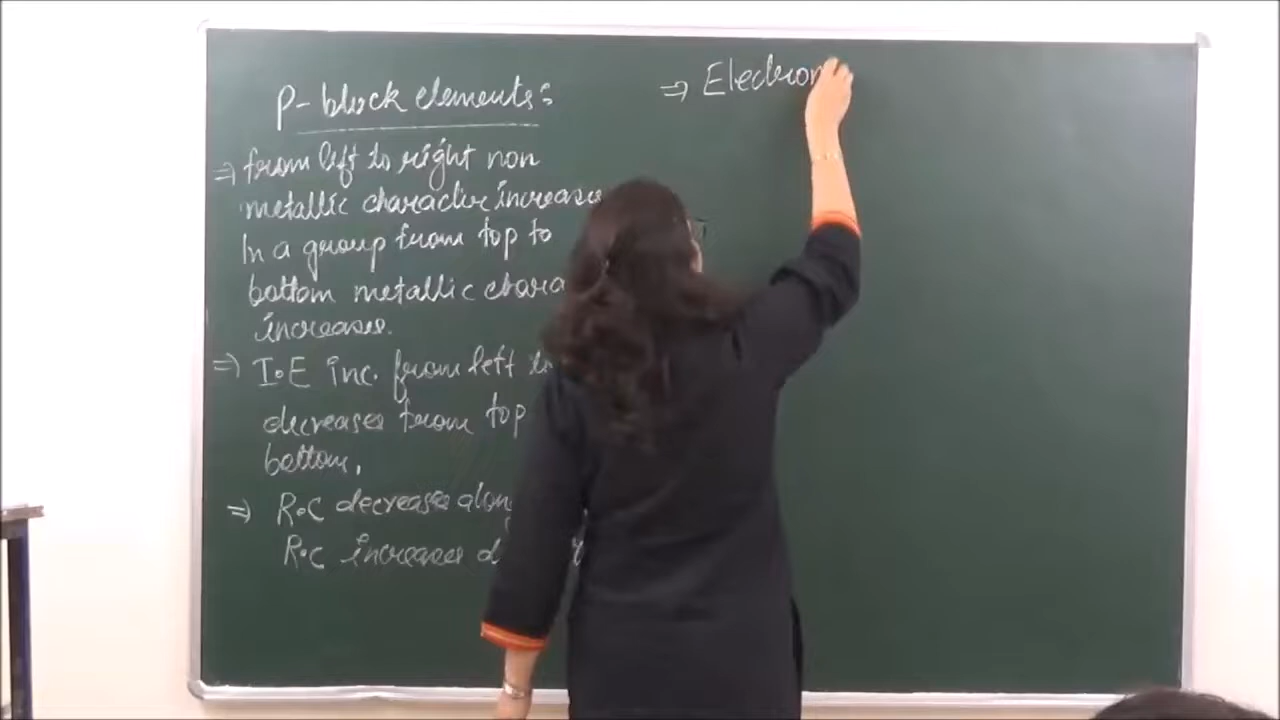 P-block elements:
⇒ from left to right non
metallic character increases
In a group from top to
bottom metallic chara
increases.
⇒ I.E inc. from left
decreases from top
bottom,
⇒ R.C decreases along
R.C increases d
⇒ Electron